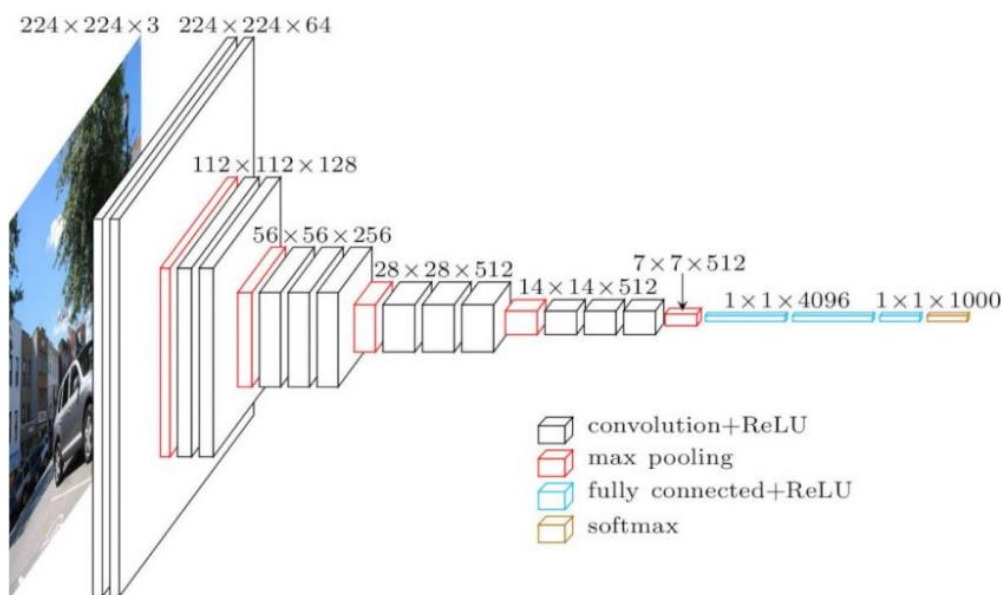 224×224×3
224×224×64
112×112×128
56×56×256
28×28×512
14×14×512
7×7×512
1×1×4096
1×1×1000
convolution+ReLU
max pooling
fully connected+ReLU
softmax